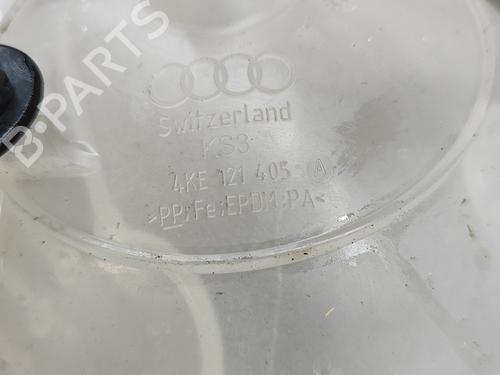 B-PARTS
Switzerland
KS3
4KE 121 405 A
>PP;Fe;EPDM;PA<